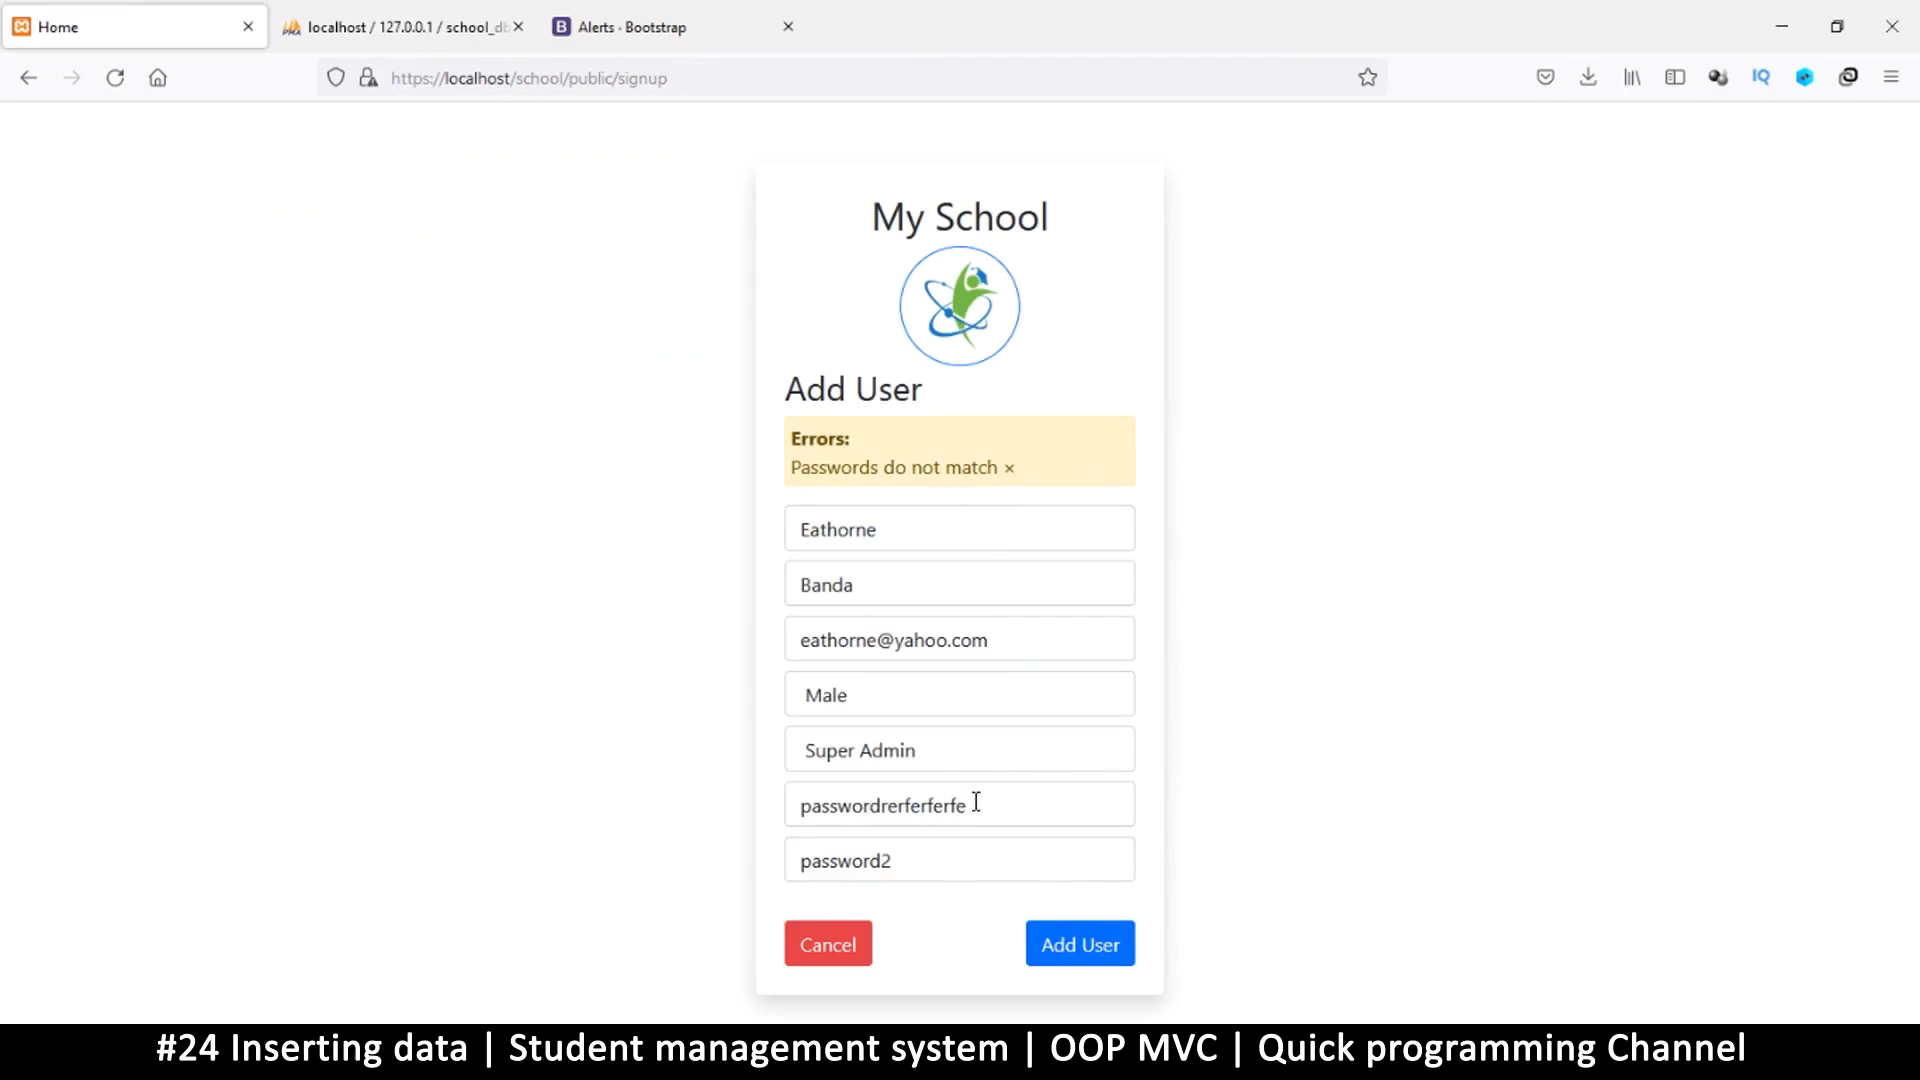 Home
localhost / 127.0.0.1 / school_db
Alerts · Bootstrap
https://localhost/school/public/signup
IQ
My School
Add User
Errors:
Passwords do not match ×
Eathorne
Banda
eathorne@yahoo.com
Male
Super Admin
passwordrerferferfe
password2
Cancel
Add User
#24 Inserting data | Student management system | OOP MVC | Quick programming Channel